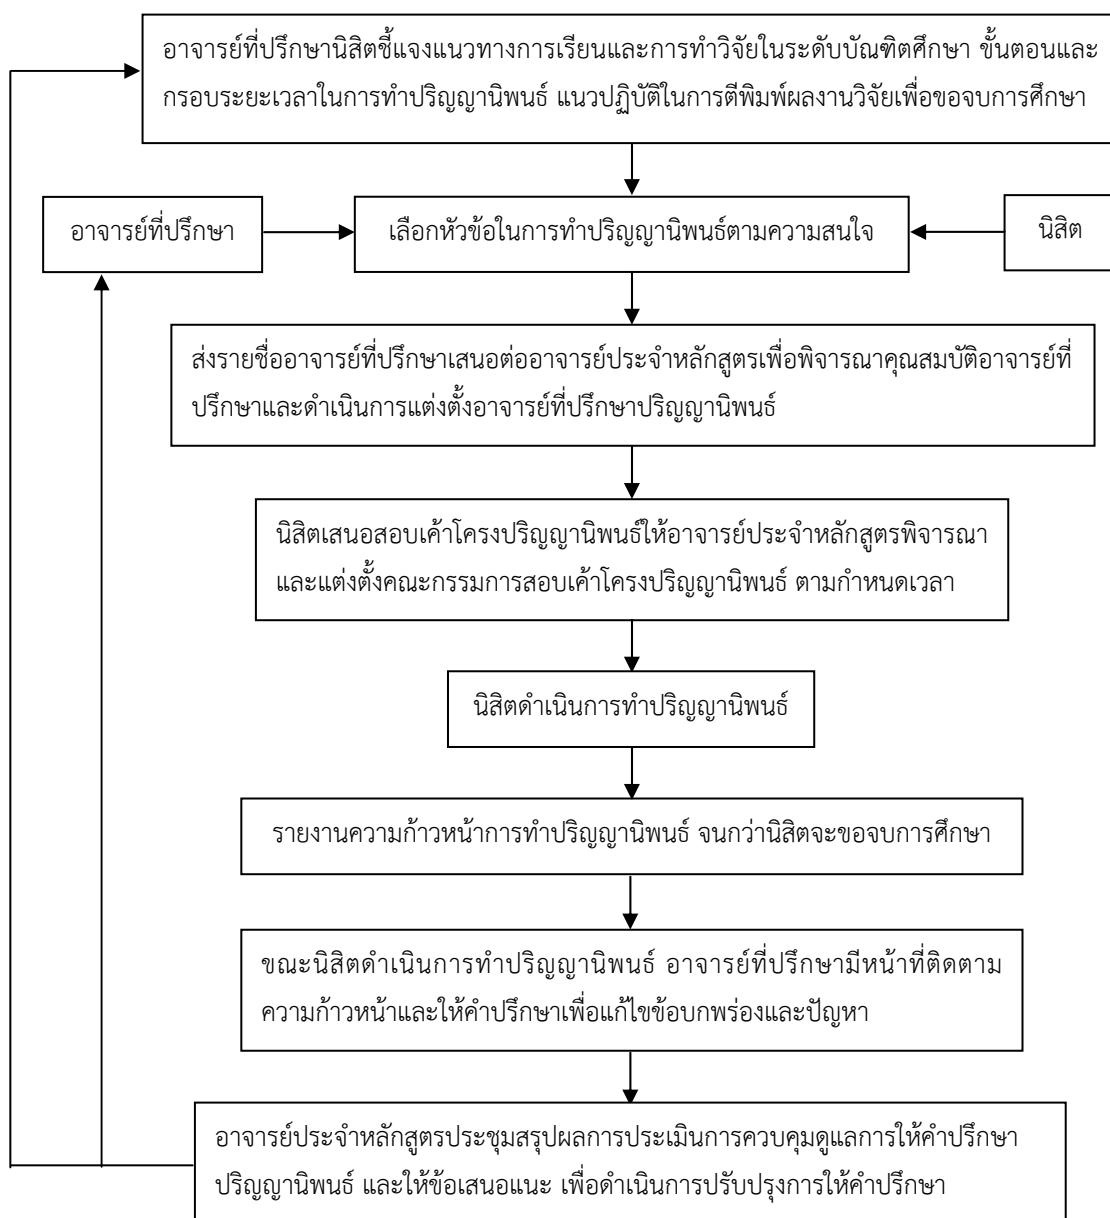 อาจารย์ที่ปรึกษานิสิตชี้แจงแนวทางการเรียนและการทำวิจัยในระดับบัณฑิตศึกษา ขั้นตอนและ
กรอบระยะเวลาในการทำปริญญานิพนธ์ แนวปฏิบัติในการตีพิมพ์ผลงานวิจัยเพื่อขอจบการศึกษา
อาจารย์ที่ปรึกษา
เลือกหัวข้อในการทำปริญญานิพนธ์ตามความสนใจ
นิสิต
ส่งรายชื่ออาจารย์ที่ปรึกษาเสนอต่ออาจารย์ประจำหลักสูตรเพื่อพิจารณาคุณสมบัติอาจารย์ที่
ปรึกษาและดำเนินการแต่งตั้งอาจารย์ที่ปรึกษาปริญญานิพนธ์
นิสิตเสนอสอบเค้าโครงปริญญานิพนธ์ให้อาจารย์ประจำหลักสูตรพิจารณา
และแต่งตั้งคณะกรรมการสอบเค้าโครงปริญญานิพนธ์ ตามกำหนดเวลา
นิสิตดำเนินการทำปริญญานิพนธ์
รายงานความก้าวหน้าการทำปริญญานิพนธ์ จนกว่านิสิตจะขอจบการศึกษา
ขณะนิสิตดำเนินการทำปริญญานิพนธ์ อาจารย์ที่ปรึกษามีหน้าที่ติดตาม
ความก้าวหน้าและให้คำปรึกษาเพื่อแก้ไขข้อบกพร่องและปัญหา
อาจารย์ประจำหลักสูตรประชุมสรุปผลการประเมินการควบคุมดูแลการให้คำปรึกษา
ปริญญานิพนธ์ และให้ข้อเสนอแนะ เพื่อดำเนินการปรับปรุงการให้คำปรึกษา